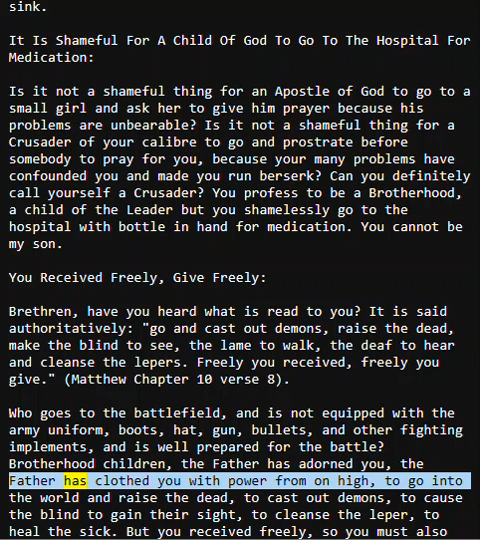 sink.
It Is Shameful For A Child Of God To Go To The Hospital For
Medication:
Is it not a shameful thing for an Apostle of God to go to a
small girl and ask her to give him prayer because his
problems are unbearable? Is it not a shameful thing for a
Crusader of your calibre to go and prostrate before
somebody to pray for you, because your many problems have
confounded you and made you run berserk? Can you definitely
call yourself a Crusader? You profess to be a Brotherhood,
a child of the Leader but you shamelessly go to the
hospital with bottle in hand for medication. You cannot be
my son.
You Received Freely, Give Freely:
Brethren, have you heard what is read to you? It is said
authoritatively: "go and cast out demons, raise the dead,
make the blind to see, the lame to walk, the deaf to hear
and cleanse the lepers. Freely you received, freely you
give." (Matthew Chapter 10 verse 8).
Who goes to the battlefield, and is not equipped with the
army uniform, boots, hat, gun, bullets, and other fighting
implements, and is well prepared for the battle?
Brotherhood children, the Father has adorned you, the
Father has clothed you with power from on high, to go into
the world and raise the dead, to cast out demons, to cause
the blind to gain their sight, to cleanse the leper, to
heal the sick. But you received freely, so you must also